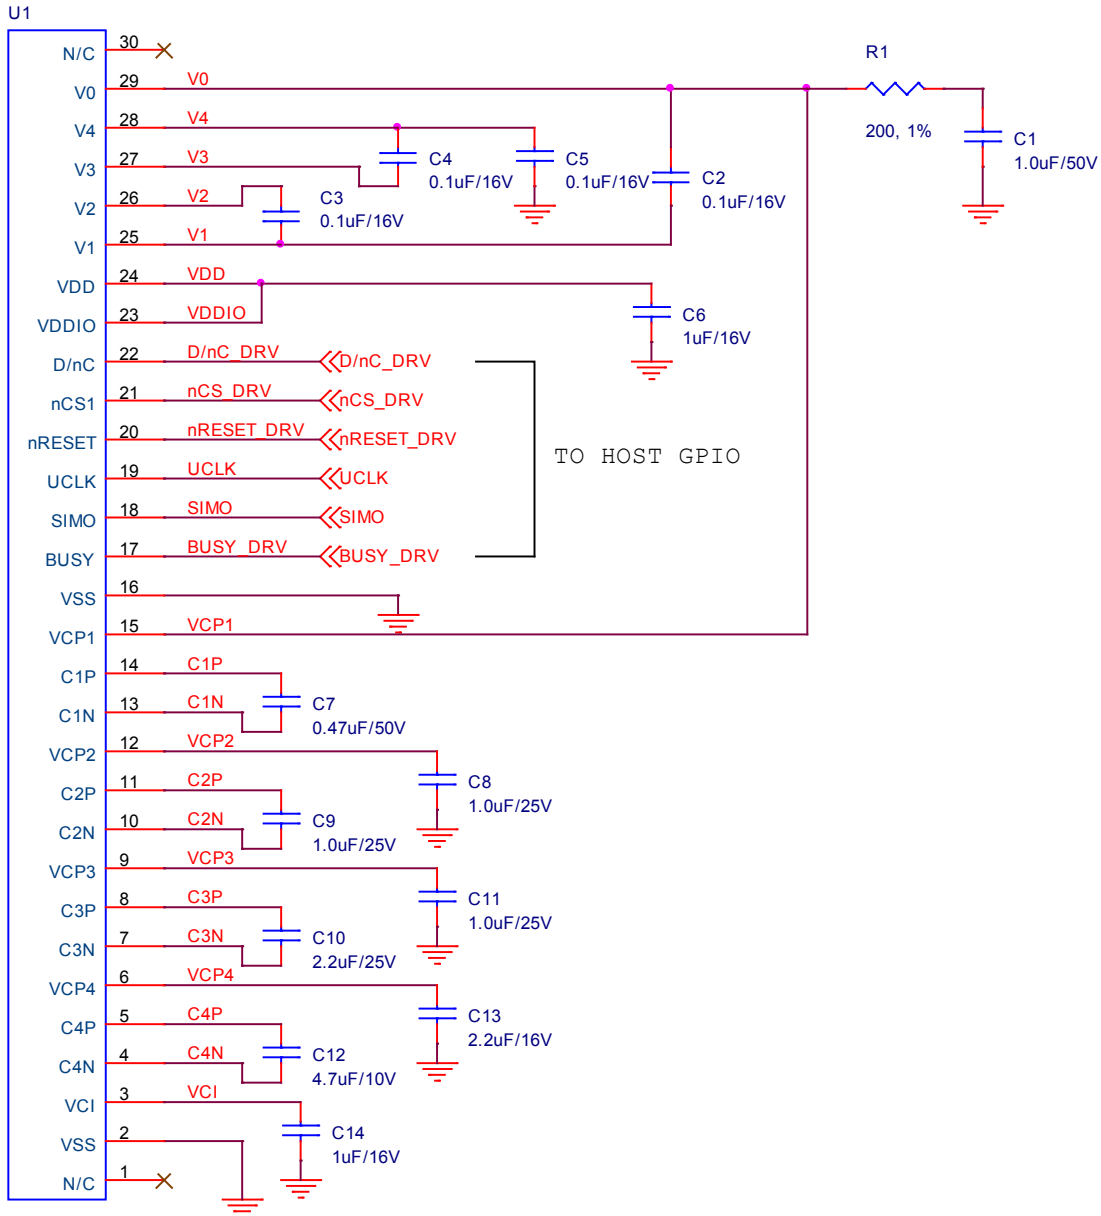 U1
N/C 30
V0 29 V0
R1
200, 1%
C1
1.0uF/50V
V4 28 V4
V3 27 V3
C4
0.1uF/16V
C5
0.1uF/16V
C2
0.1uF/16V
V2 26 V2
C3
0.1uF/16V
V1 25 V1
VDD 24 VDD
VDDIO 23 VDDIO
C6
1uF/16V
D/nC 22 D/nC_DRV D/nC_DRV
nCS1 21 nCS_DRV nCS_DRV
nRESET 20 nRESET_DRV nRESET_DRV
TO HOST GPIO
UCLK 19 UCLK UCLK
SIMO 18 SIMO SIMO
BUSY 17 BUSY_DRV BUSY_DRV
VSS 16
VCP1 15 VCP1
C1P 14 C1P
C1N 13 C1N
C7
0.47uF/50V
VCP2 12 VCP2
C8
1.0uF/25V
C2P 11 C2P
C2N 10 C2N
C9
1.0uF/25V
VCP3 9 VCP3
C11
1.0uF/25V
C3P 8 C3P
C3N 7 C3N
C10
2.2uF/25V
VCP4 6 VCP4
C13
2.2uF/16V
C4P 5 C4P
C4N 4 C4N
C12
4.7uF/10V
VCI 3 VCI
C14
1uF/16V
VSS 2
N/C 1